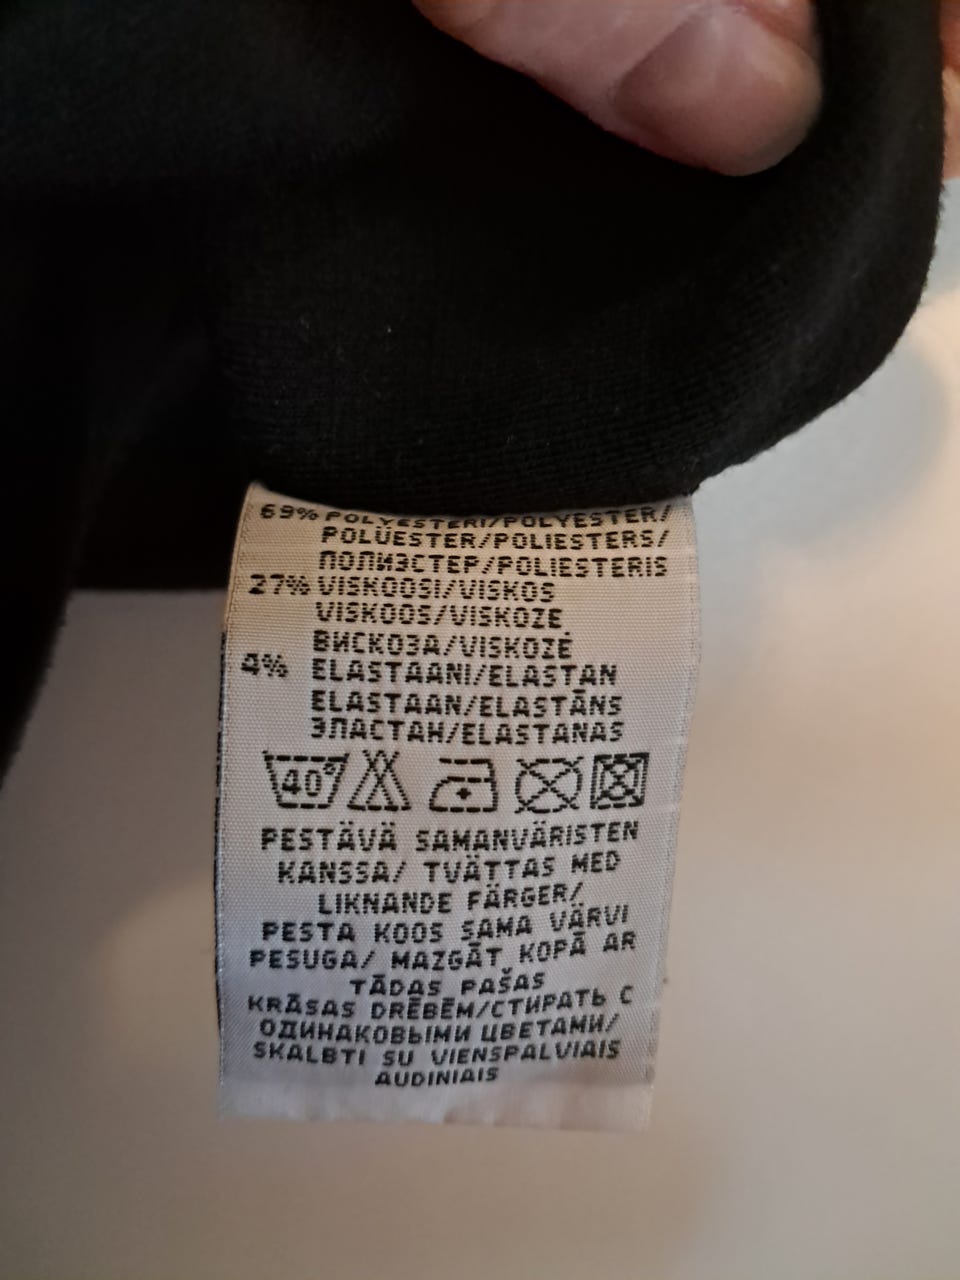 69% POLYESTERI/POLYESTER/
POLÜESTER/POLIESTERS/
ПОЛИЭСТЕР/POLIESTERIS
27% VISKOOSI/VISKOS
VISKOOS/VISKOZE
ВИСКОЗА/VISKOZĖ
4% ELASTAANI/ELASTAN
ELASTAAN/ELASTĀNS
ЭЛАСТАН/ELASTANAS
40°
PESTÄVÄ SAMANVÄRISTEN
KANSSA/ TVÄTTAS MED
LIKNANDE FÄRGER/
PESTA KOOS SAMA VÄRVI
PESUGA/ MAZGĀT KOPĀ AR
TĀDAS PAŠAS
KRĀSAS DRĒBĒM/СТИРАТЬ С
ОДИНАКОВЫМИ ЦВЕТАМИ/
SKALBTI SU VIENSPALVIAIS
AUDINIAIS